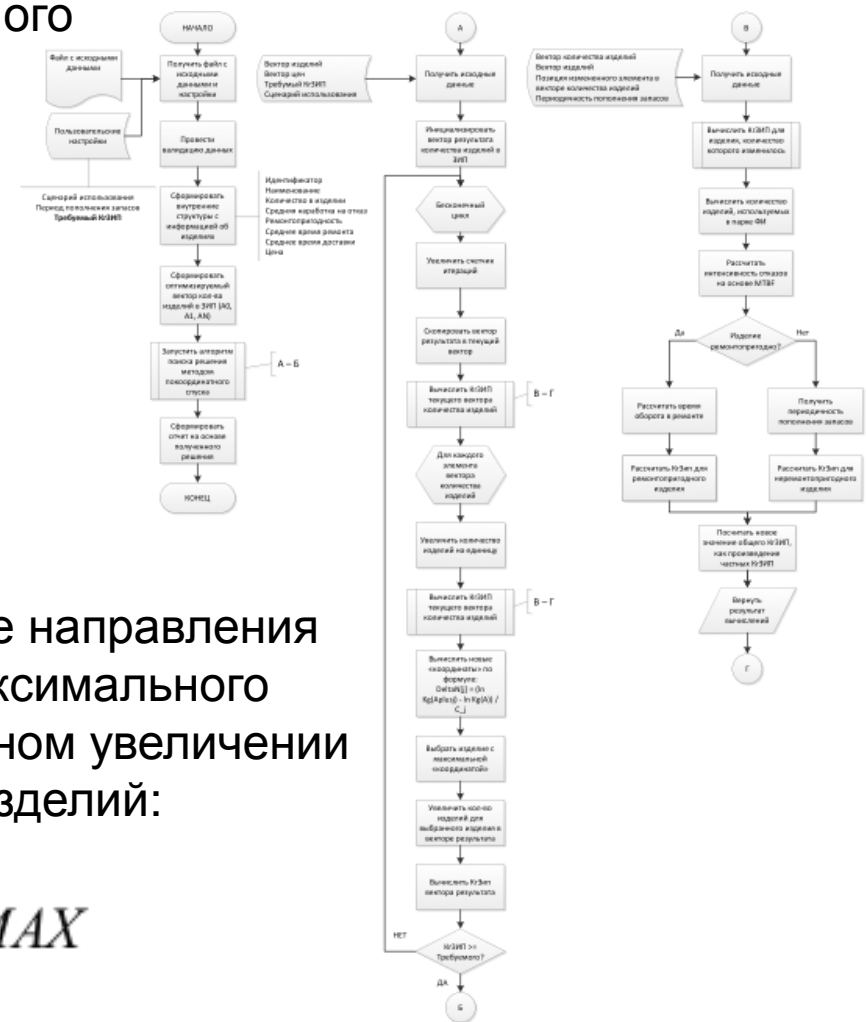 ого
НАЧАЛО
Файл с исходными
данными
Получить файл с
исходными
данными и
настройки
Пользовательские
настройки
Провести
валидацию данных
Сценарий использования
Период пополнения запасов
Требуемый КгЗИП
Сформировать
внутренние
структуры с
информацией об
изделиях
Идентификатор
Наименование
Количество в изделии
Средняя наработка на отказ
Ремонтопригодность
Среднее время ремонта
Среднее время доставки
Цена
Сформировать
оптимизируемый
вектор кол-ва
изделий в ЗИП (A0,
A1, AN)
Запустить алгоритм
поиска решения
методом
покоординатного
спуска
А – Б
Сформировать
отчет на основе
полученного
решения
КОНЕЦ
е направления
ксимального
ном увеличении
зделий:
MAX
А
Вектор изделий
Вектор цен
Требуемый КгЗИП
Сценарий использования
Получить исходные
данные
Инициализировать
вектор результата
количества изделий в
ЗИП
Бесконечный
цикл
Увеличить счетчик
итераций
Скопировать вектор
результата в текущий
вектор
Вычислить КгЗИП
текущего вектора
количества изделий
В – Г
Для каждого
элемента
вектора
количества
изделий
Увеличить количество
изделий на единицу
Вычислить КгЗИП
текущего вектора
количества изделий
В – Г
Вычислить новые
«координаты» по
формуле:
DeltaN[j] = (ln
Kg(Aplusj) - ln Kg(A)) /
C_j
Выбрать изделие с
максимальной
«координатой»
Увеличить кол-во
изделий для
выбранного изделия в
векторе результата
Вычислить КгЗип
вектора результата
НЕТ
КгЗИП >=
Требуемого?
ДА
Б
В
Вектор количества изделий
Вектор изделий
Позиция измененного элемента в
векторе количества изделий
Периодичность пополнения запасов
Получить исходные
данные
Вычислить КгЗИП для
изделия, количество
которого изменилось
Вычислить количество
изделий, используемых
в парке ФИ
Рассчитать
интенсивность отказов
на основе MTBF
Да
Изделие
ремонтопригодно?
Нет
Рассчитать время
оборота в ремонте
Получить
периодичность
пополнения запасов
Рассчитать КгЗип для
ремонтопригодного
изделия
Рассчитать КгЗип для
неремонтопригодного
изделия
Посчитать новое
значение общего КгЗИП,
как произведение
частных КгЗИП
Вернуть
результат
вычислений
Г